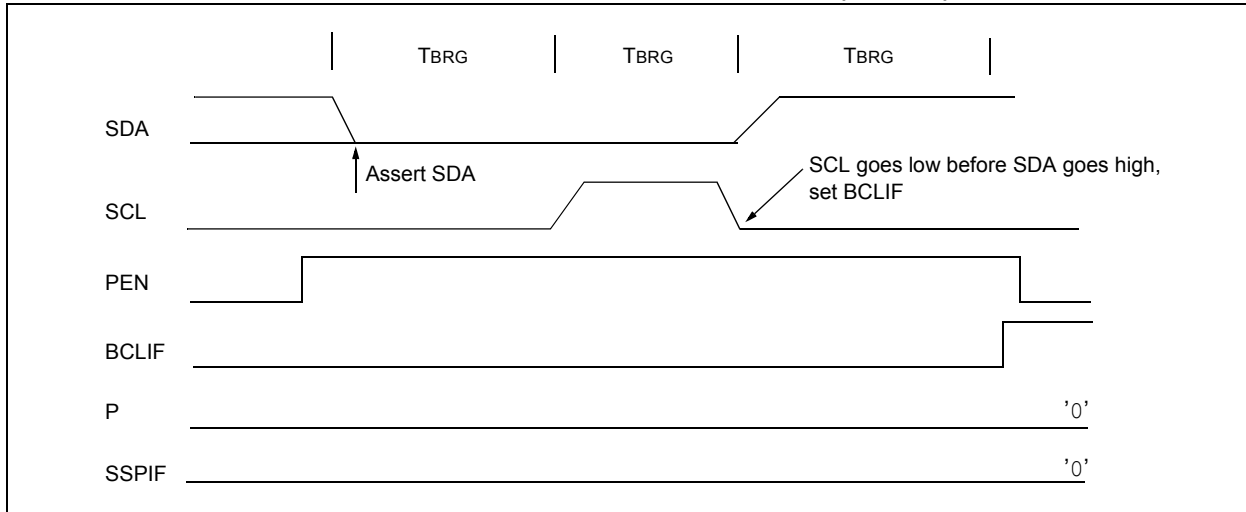 TBRG TBRG TBRG
SDA
Assert SDA
SCL goes low before SDA goes high,
set BCLIF
SCL
PEN
BCLIF
P '0'
SSPIF '0'